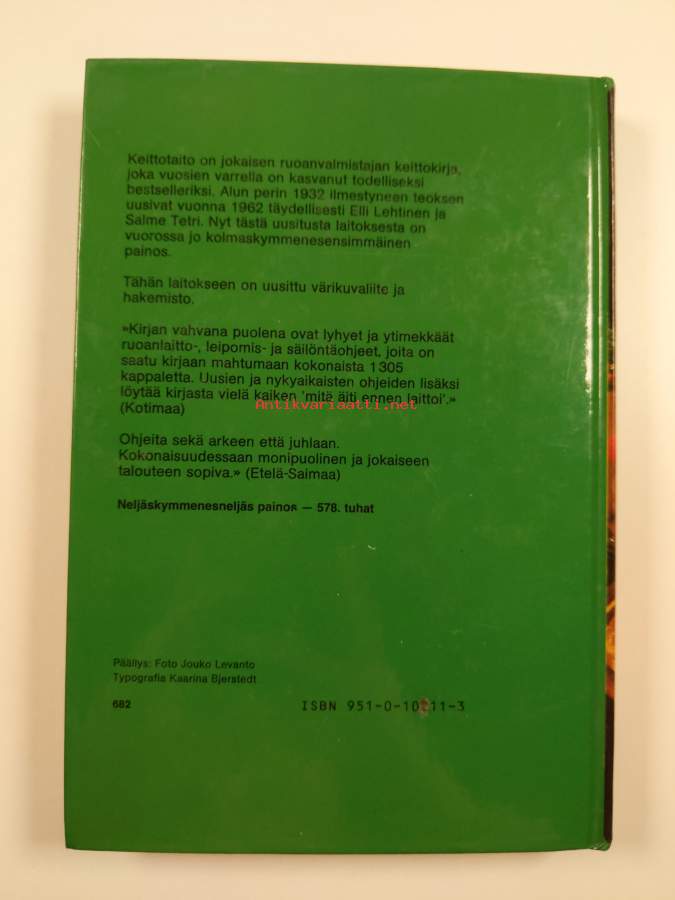 Keittotaito on jokaisen ruoanvalmistajan keittokirja,
joka vuosien varrella on kasvanut todelliseksi
bestselleriksi. Alun perin 1932 ilmestyneen teoksen
uusivat vuonna 1962 täydellisesti Elli Lehtinen ja
Salme Tetri. Nyt tästä uusitusta laitoksesta on
vuorossa jo kolmaskymmenesensimmäinen
painos.
Tähän laitokseen on uusittu värikuvaliite ja
hakemisto.
»Kirjan vahvana puolena ovat lyhyet ja ytimekkäät
ruoanlaitto-, leipomis- ja säilöntäohjeet, joita on
saatu kirjaan mahtumaan kokonaista 1305
kappaletta. Uusien ja nykyaikaisten ohjeiden lisäksi
löytää kirjasta vielä kaiken 'mitä äiti ennen laittoi'.»
(Kotimaa)
Antikvariaatti.net
Ohjeita sekä arkeen että juhlaan.
Kokonaisuudessaan monipuolinen ja jokaiseen
talouteen sopiva.» (Etelä-Saimaa)
Neljäskymmenesneljäs painos — 578. tuhat
Päällys: Foto Jouko Levanto
Typografia Kaarina Bjerstedt
682
ISBN